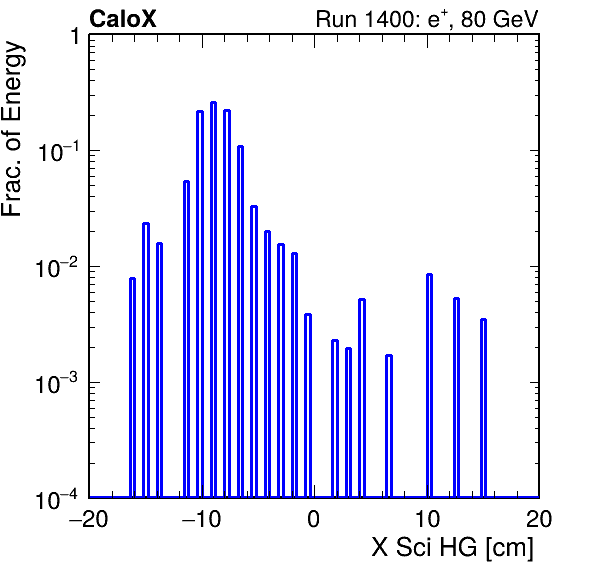 CaloX
Run 1400: e⁺, 80 GeV
Frac. of Energy
1
10⁻¹
10⁻²
10⁻³
10⁻⁴
−20
−10
0
10
20
X Sci HG [cm]